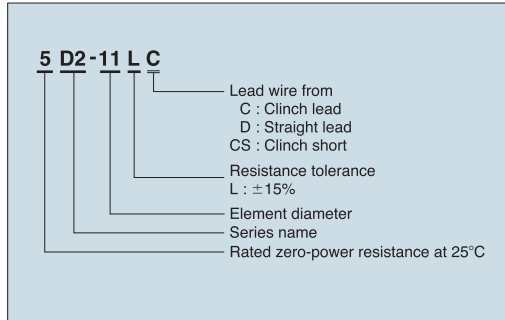 5 D2-11 L C
Lead wire from
C : Clinch lead
D : Straight lead
CS : Clinch short
Resistance tolerance
L : ±15%
Element diameter
Series name
Rated zero-power resistance at 25°C